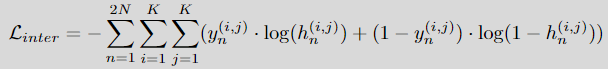 $\mathcal{L}_{inter} = -\sum_{n=1}^{2N}\sum_{i=1}^{K}\sum_{j=1}^{K}(y_n^{(i,j)} \cdot \log(h_n^{(i,j)}) + (1 - y_n^{(i,j)}) \cdot \log(1 - h_n^{(i,j)}))$